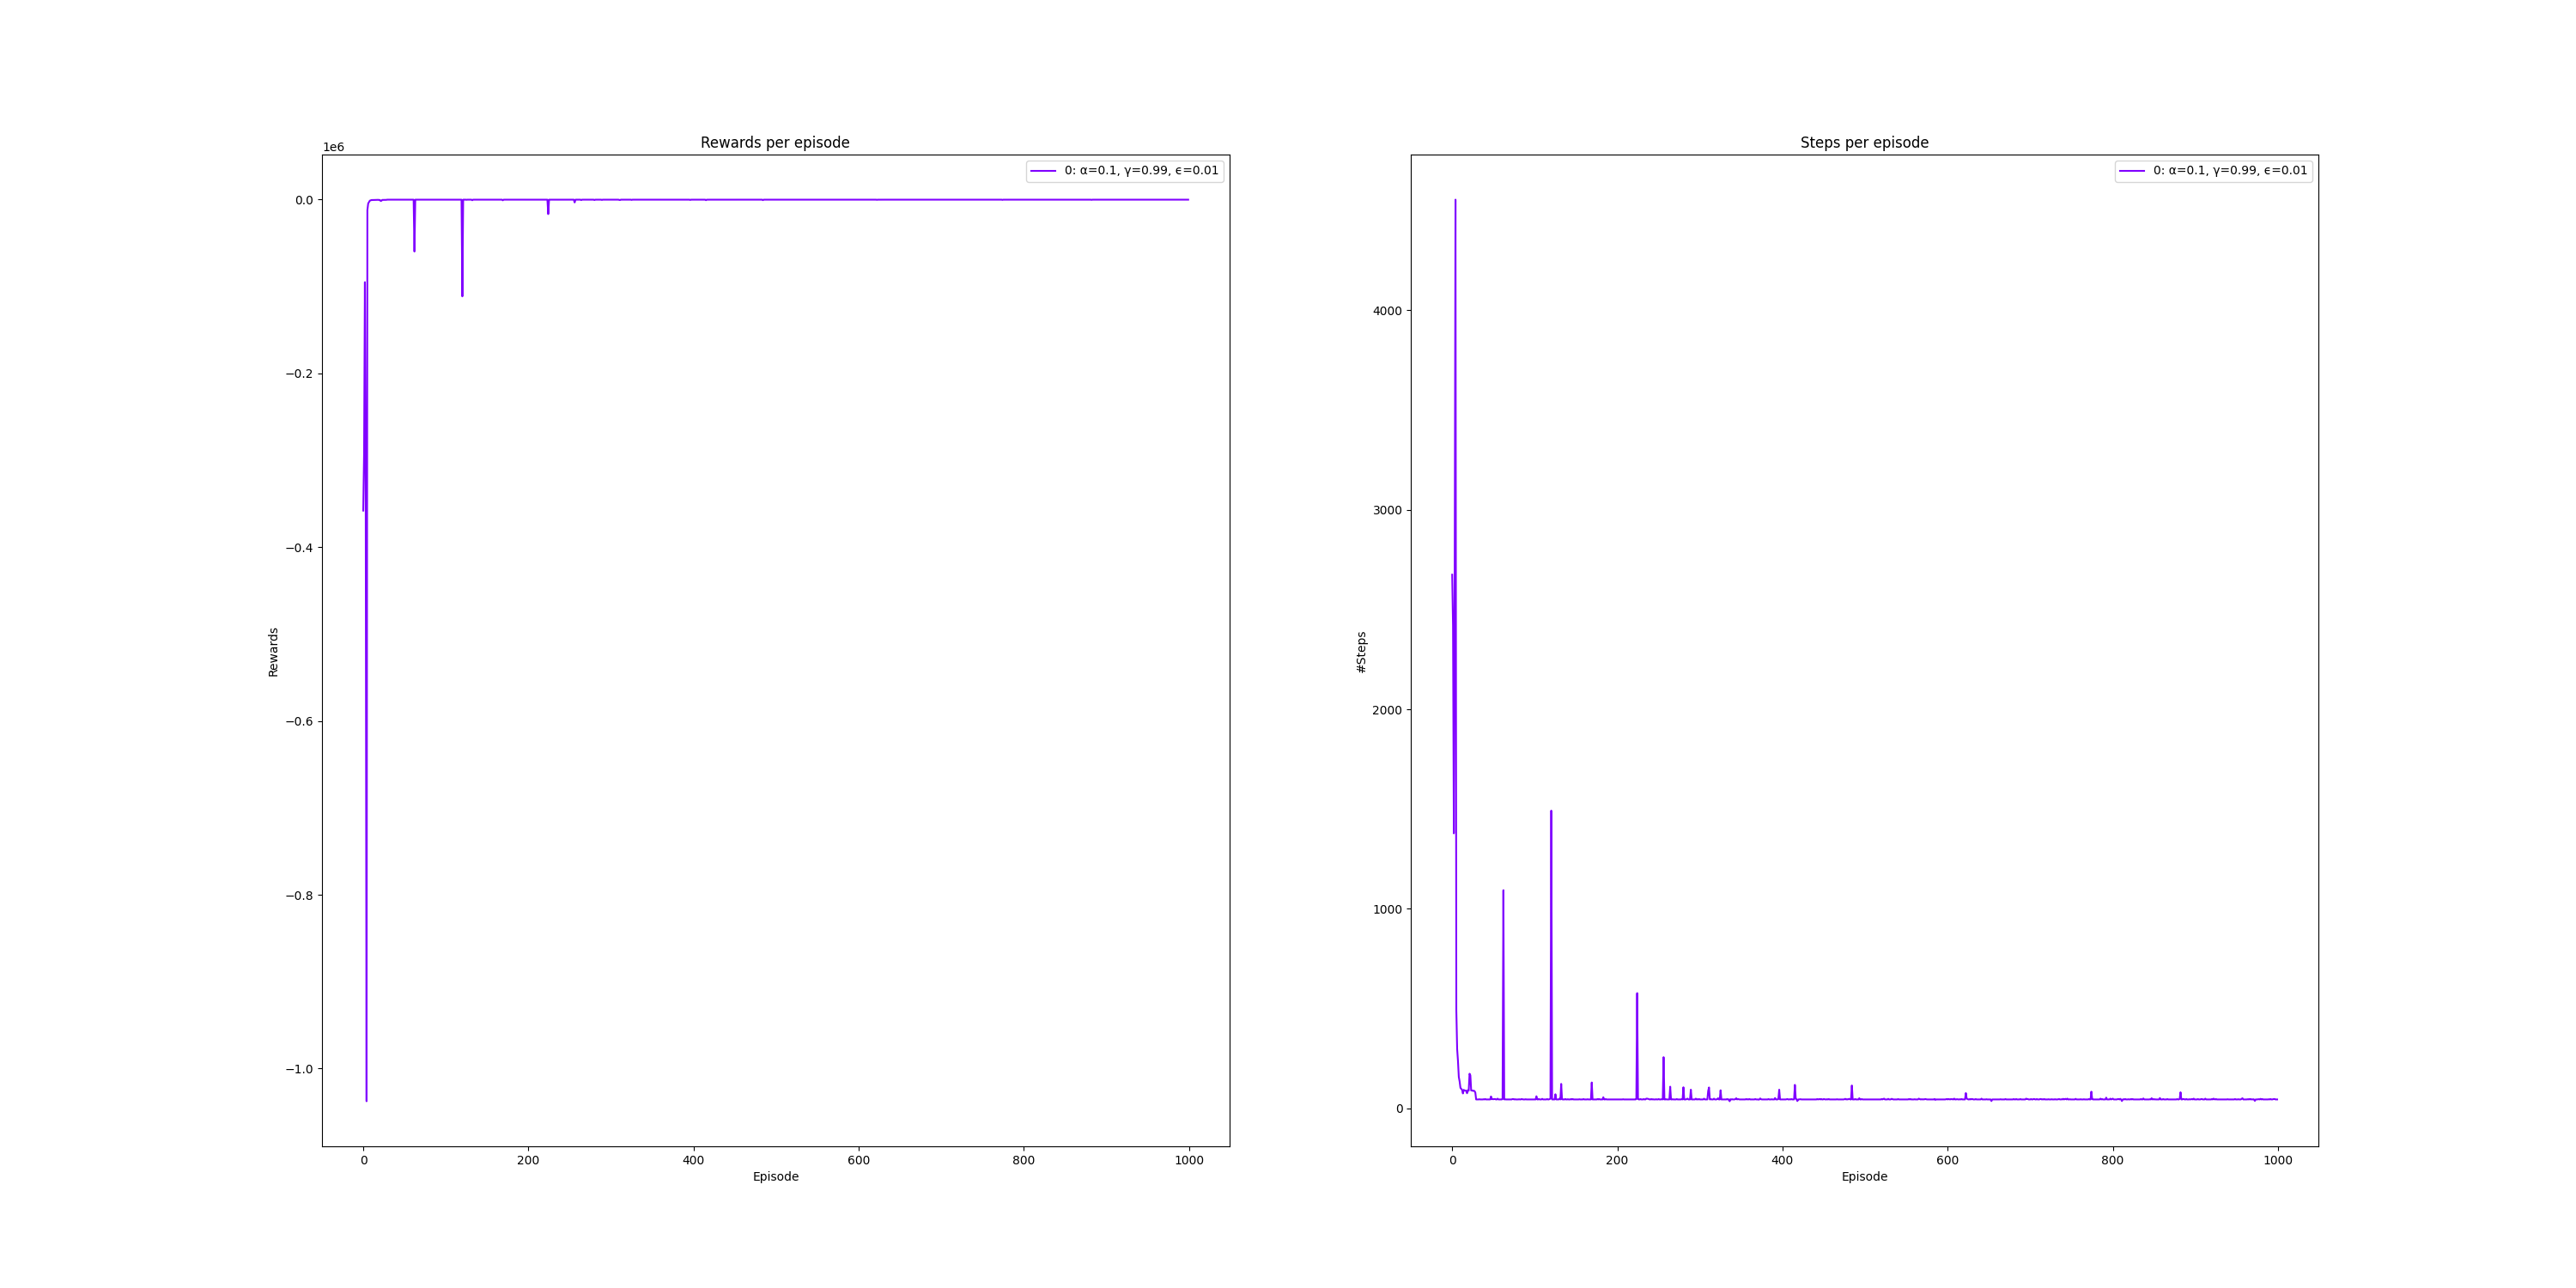 Rewards per episode
1e6
0: α=0.1, γ=0.99, ϵ=0.01
0.0
−0.2
−0.4
−0.6
−0.8
−1.0
Rewards
0 200 400 600 800 1000
Episode
Steps per episode
0: α=0.1, γ=0.99, ϵ=0.01
4000
3000
2000
1000
0
#Steps
0 200 400 600 800 1000
Episode